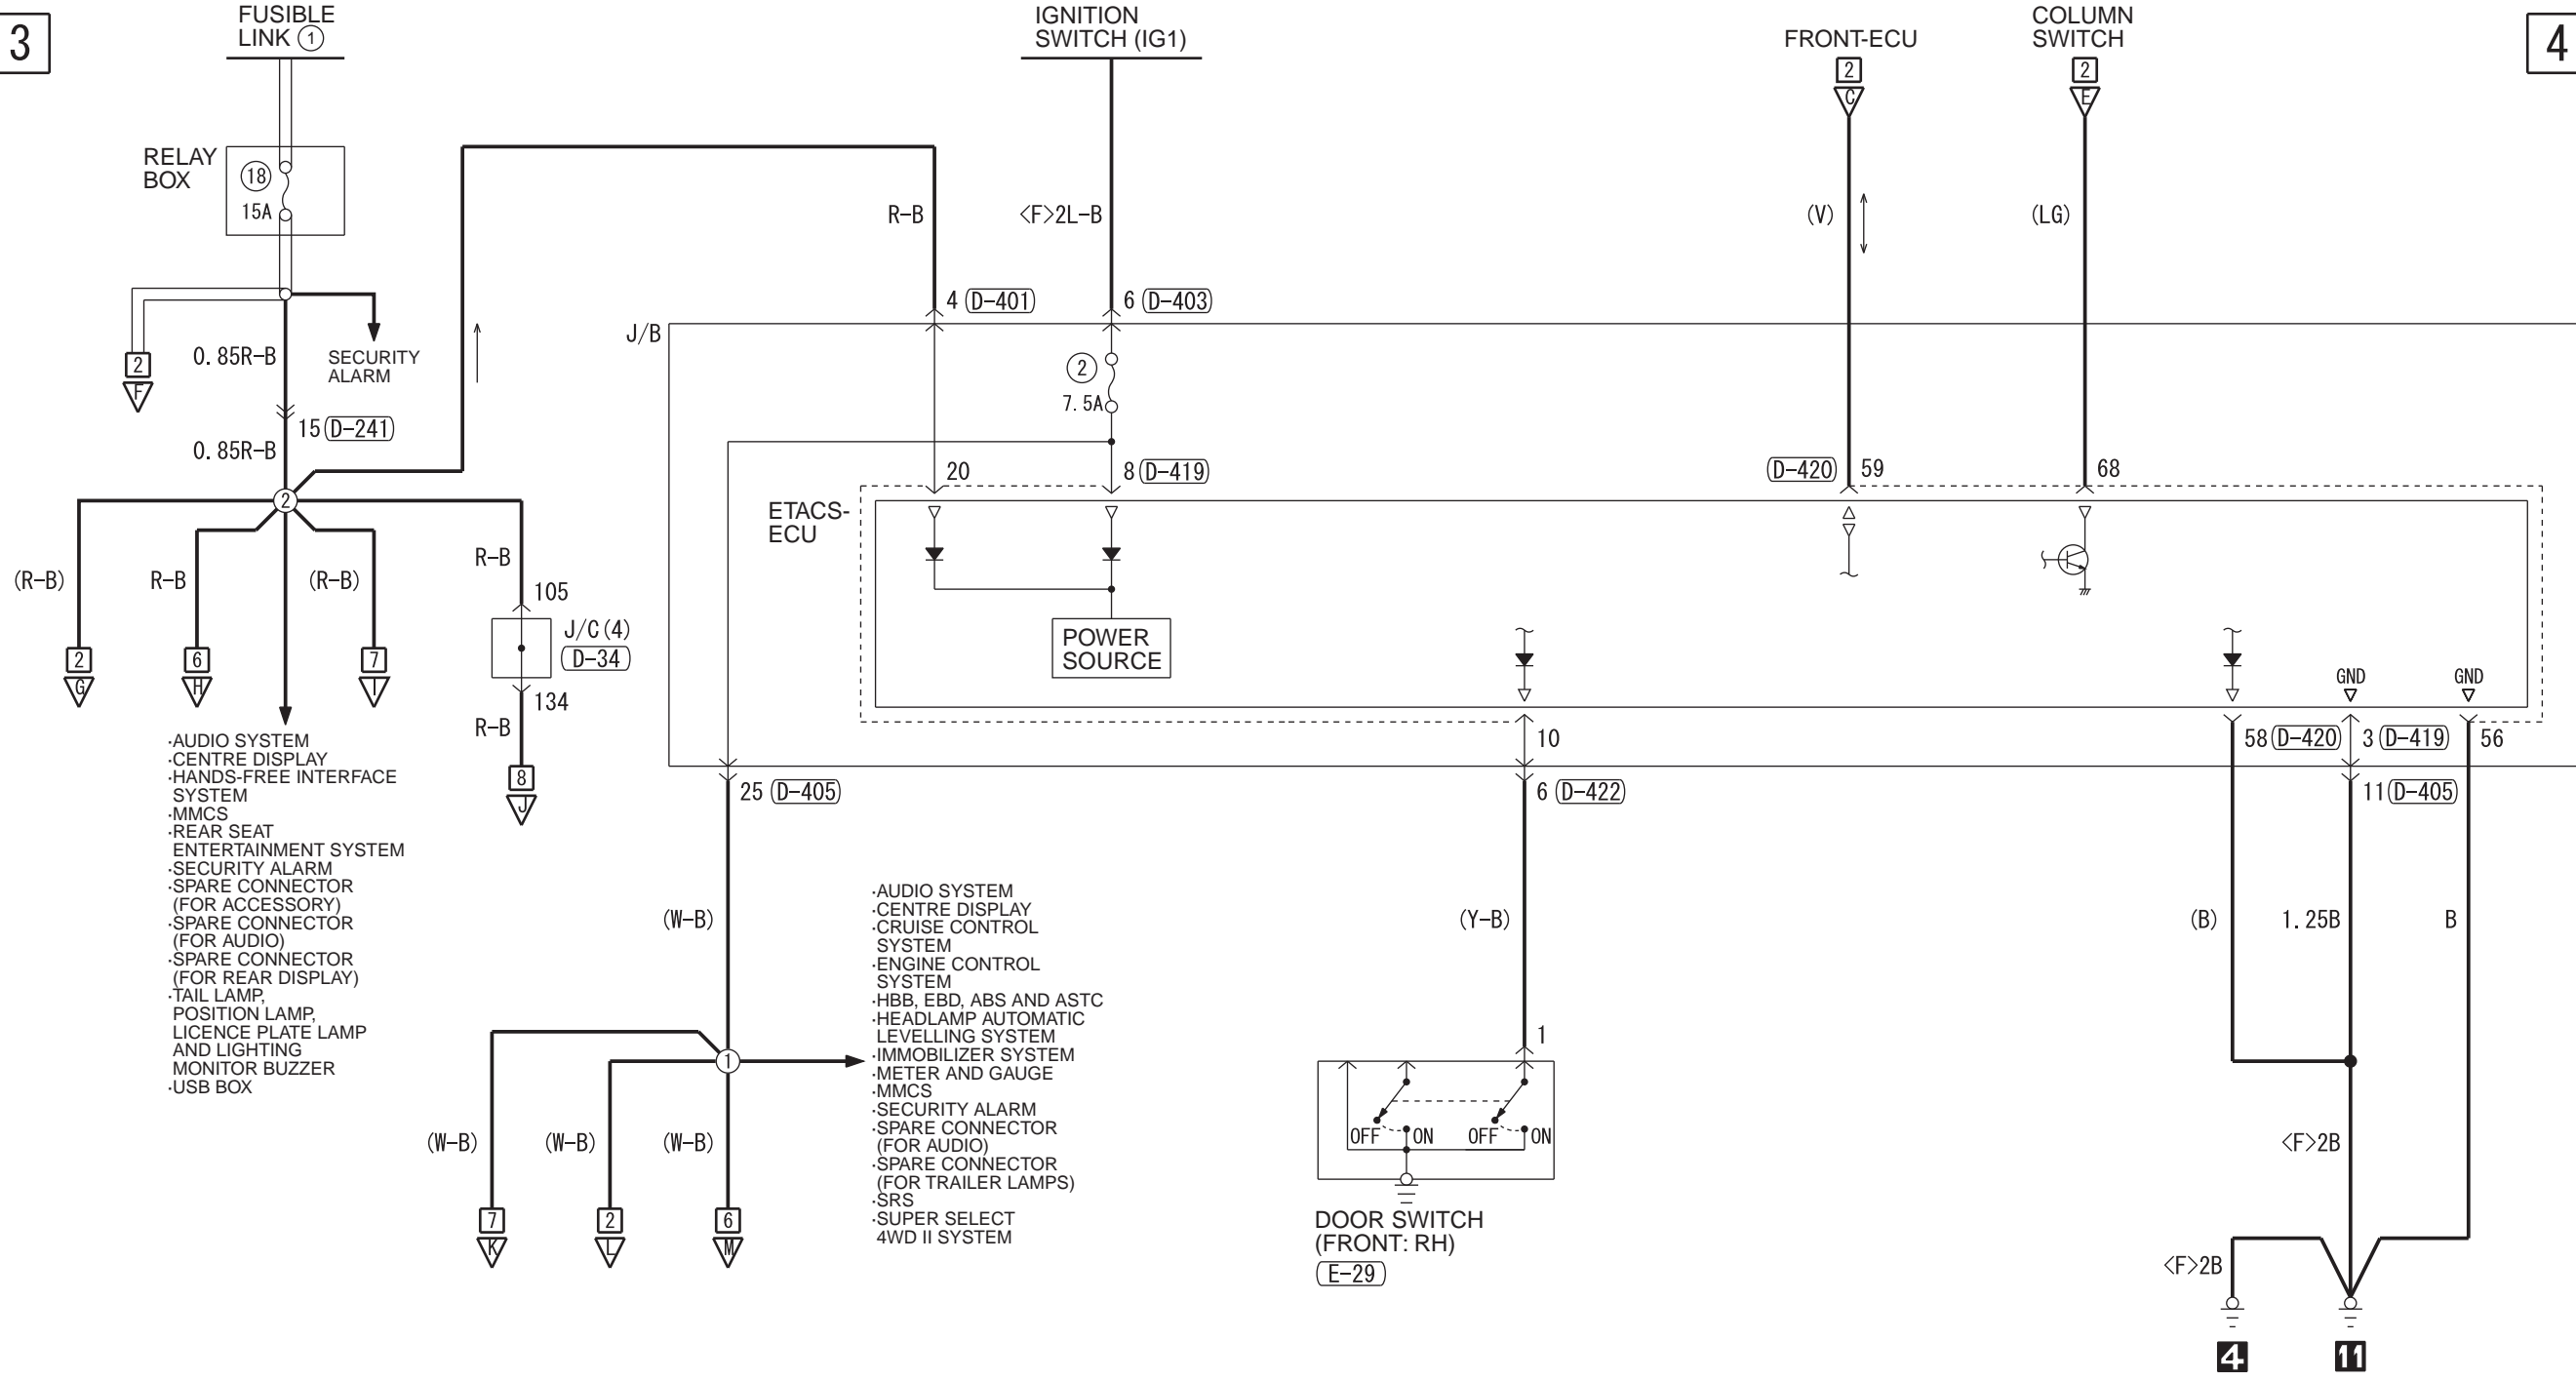 3
FUSIBLE
LINK ①
IGNITION
SWITCH (IG1)
FRONT-ECU
COLUMN
SWITCH
4
2
C
2
E
RELAY
BOX
18
15A
R-B
<F>2L-B
(V)
(LG)
4 (D-401)
6 (D-403)
J/B
2
F
0.85R-B
SECURITY
ALARM
2
7.5A
15 (D-241)
0.85R-B
20
8 (D-419)
(D-420) 59
68
2
ETACS-
ECU
(R-B)
R-B
(R-B)
R-B
105
J/C (4)
D-34
134
R-B
2
G
6
H
7
I
8
J
POWER
SOURCE
GND
GND
10
58 (D-420)
3 (D-419)
56
25 (D-405)
6 (D-422)
11 (D-405)
·AUDIO SYSTEM
·CENTRE DISPLAY
·HANDS-FREE INTERFACE
SYSTEM
·MMCS
·REAR SEAT
ENTERTAINMENT SYSTEM
·SECURITY ALARM
·SPARE CONNECTOR
(FOR ACCESSORY)
·SPARE CONNECTOR
(FOR AUDIO)
·SPARE CONNECTOR
(FOR REAR DISPLAY)
·TAIL LAMP,
POSITION LAMP,
LICENCE PLATE LAMP
AND LIGHTING
MONITOR BUZZER
·USB BOX
(W-B)
·AUDIO SYSTEM
·CENTRE DISPLAY
·CRUISE CONTROL
SYSTEM
·ENGINE CONTROL
SYSTEM
·HBB, EBD, ABS AND ASTC
·HEADLAMP AUTOMATIC
LEVELLING SYSTEM
·IMMOBILIZER SYSTEM
·METER AND GAUGE
·MMCS
·SECURITY ALARM
·SPARE CONNECTOR
(FOR AUDIO)
·SPARE CONNECTOR
(FOR TRAILER LAMPS)
·SRS
·SUPER SELECT
4WD II SYSTEM
(Y-B)
(B)
1.25B
B
1
1
(W-B)
(W-B)
(W-B)
OFF
ON
OFF
ON
<F>2B
7
K
2
L
6
M
DOOR SWITCH
(FRONT: RH)
E-29
<F>2B
4
11